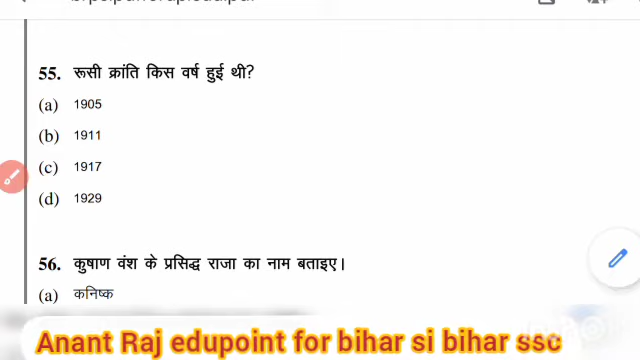 55. रूसी क्रांति किस वर्ष हुई थी?
(a) 1905
(b) 1911
(c) 1917
(d) 1929
56. कुषाण वंश के प्रसिद्ध राजा का नाम बताइए।
(a) कनिष्क
Anant Raj edupoint for bihar si bihar ssc